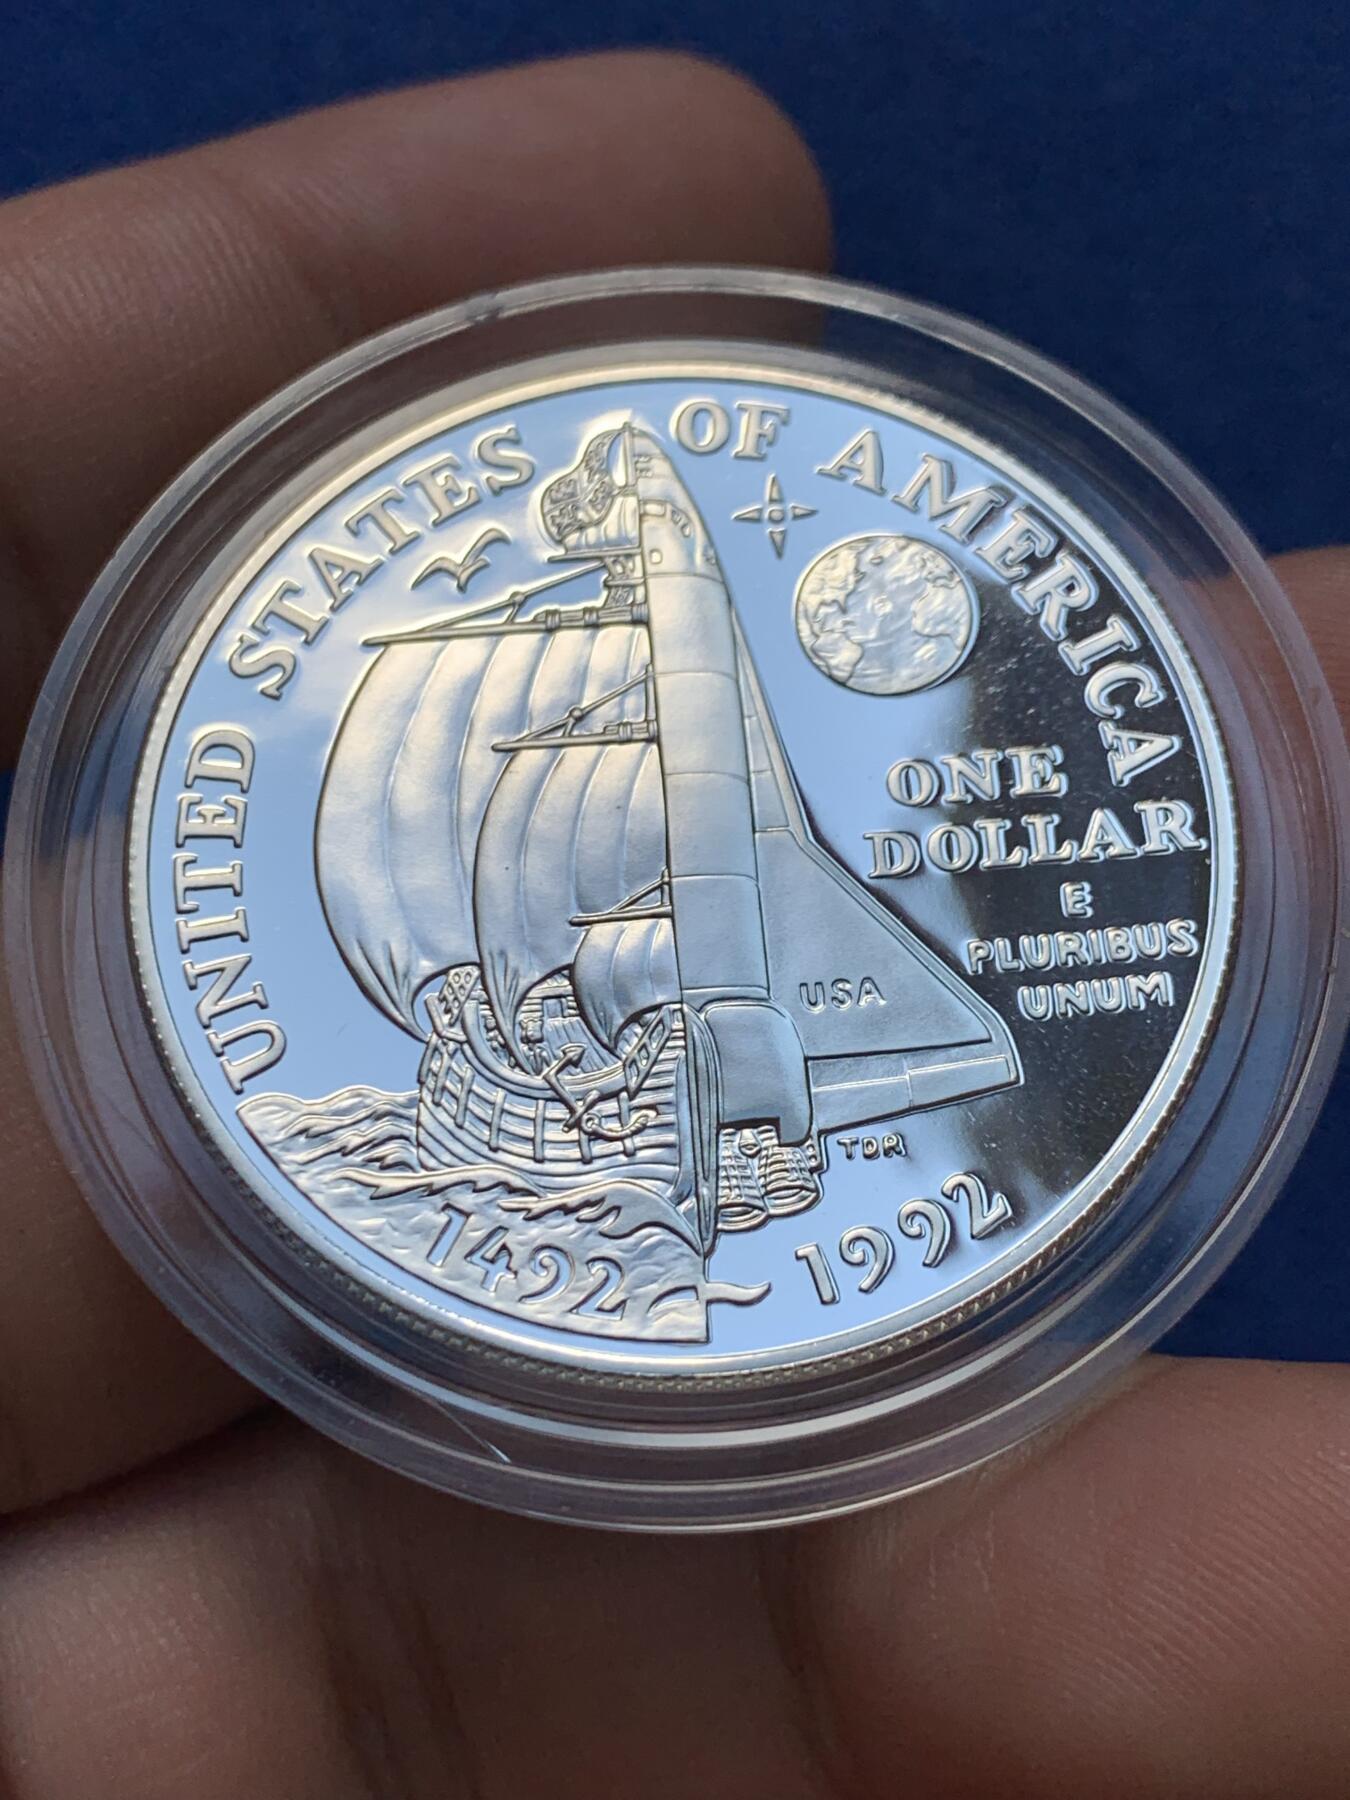 UNITED STATES OF AMERICA
ONE
DOLLAR
E
PLURIBUS
UNUM
USA
TDR
1492
1992